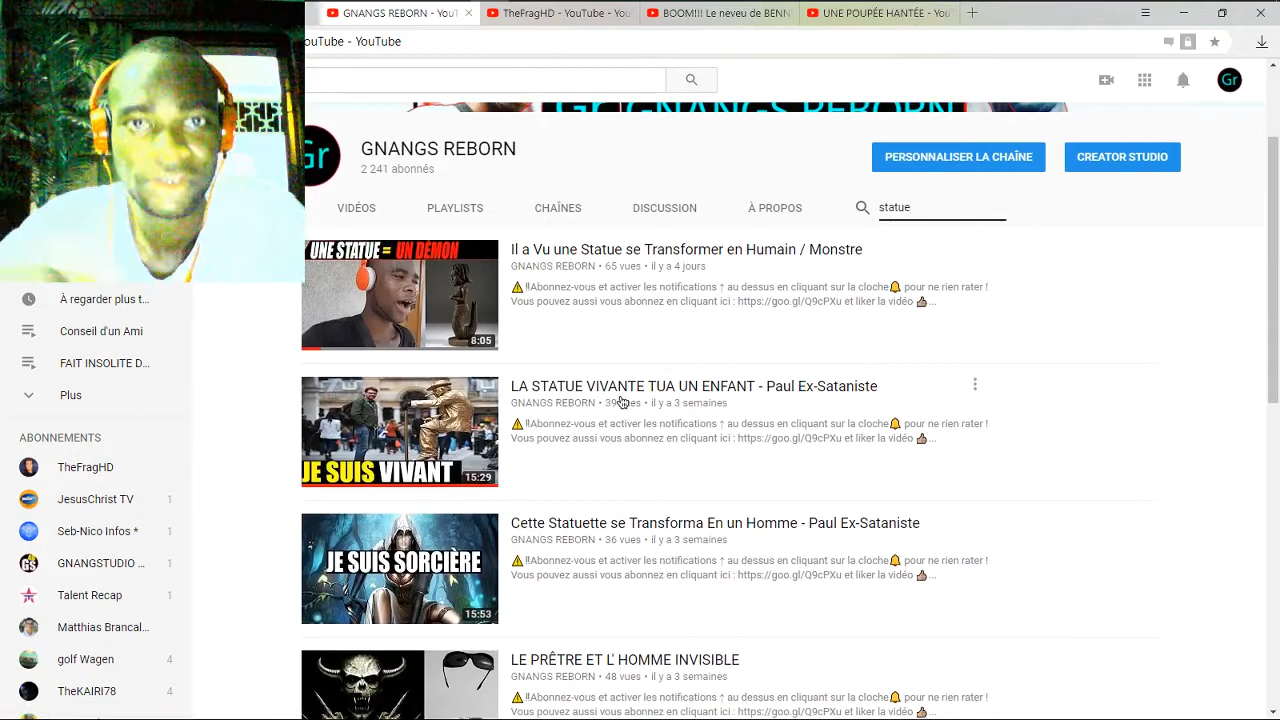 GNANGS REBORN - YouT
TheFragHD - YouTube - You
BOOM!!! Le neveu de BENN
UNE POUPÉE HANTÉE - You
ouTube - YouTube
Gr
Gr GNANGS REBORN
Gr
GNANGS REBORN
2 241 abonnés
PERSONNALISER LA CHAÎNE
CREATOR STUDIO
VIDÉOS
PLAYLISTS
CHAÎNES
DISCUSSION
À PROPOS
statue
UNE STATUE = UN DÉMON
8:05
Il a Vu une Statue se Transformer en Humain / Monstre
GNANGS REBORN • 65 vues • il y a 4 jours
⚠!!Abonnez-vous et activer les notifications ↑ au dessus en cliquant sur la cloche🔔 pour ne rien rater !
Vous pouvez aussi vous abonnez en cliquant ici : https://goo.gl/Q9cPXu et liker la vidéo 👍🏾...
JE SUIS VIVANT
15:29
LA STATUE VIVANTE TUA UN ENFANT - Paul Ex-Sataniste
GNANGS REBORN • il y a 3 semaines
⚠!!Abonnez-vous et activer les notifications ↑ au dessus en cliquant sur la cloche🔔 pour ne rien rater !
Vous pouvez aussi vous abonnez en cliquant ici : https://goo.gl/Q9cPXu et liker la vidéo 👍🏾...
JE SUIS SORCIÈRE
15:53
Cette Statuette se Transforma En un Homme - Paul Ex-Sataniste
GNANGS REBORN • 36 vues • il y a 3 semaines
⚠!!Abonnez-vous et activer les notifications ↑ au dessus en cliquant sur la cloche🔔 pour ne rien rater !
Vous pouvez aussi vous abonnez en cliquant ici : https://goo.gl/Q9cPXu et liker la vidéo 👍🏾...
LE PRÊTRE ET L' HOMME INVISIBLE
GNANGS REBORN • 48 vues • il y a 3 semaines
⚠!!Abonnez-vous et activer les notifications ↑ au dessus en cliquant sur la cloche🔔 pour ne rien rater !
Vous pouvez aussi vous abonnez en cliquant ici : https://goo.gl/Q9cPXu et liker la vidéo 👍🏾...
À regarder plus t...
Conseil d'un Ami
FAIT INSOLITE D...
Plus
ABONNEMENTS
TheFragHD
JesusChrist TV 1
Seb-Nico Infos * 1
GNANGSTUDIO ... 1
Talent Recap 1
Matthias Brancal...
golf Wagen 4
TheKAIRI78 4